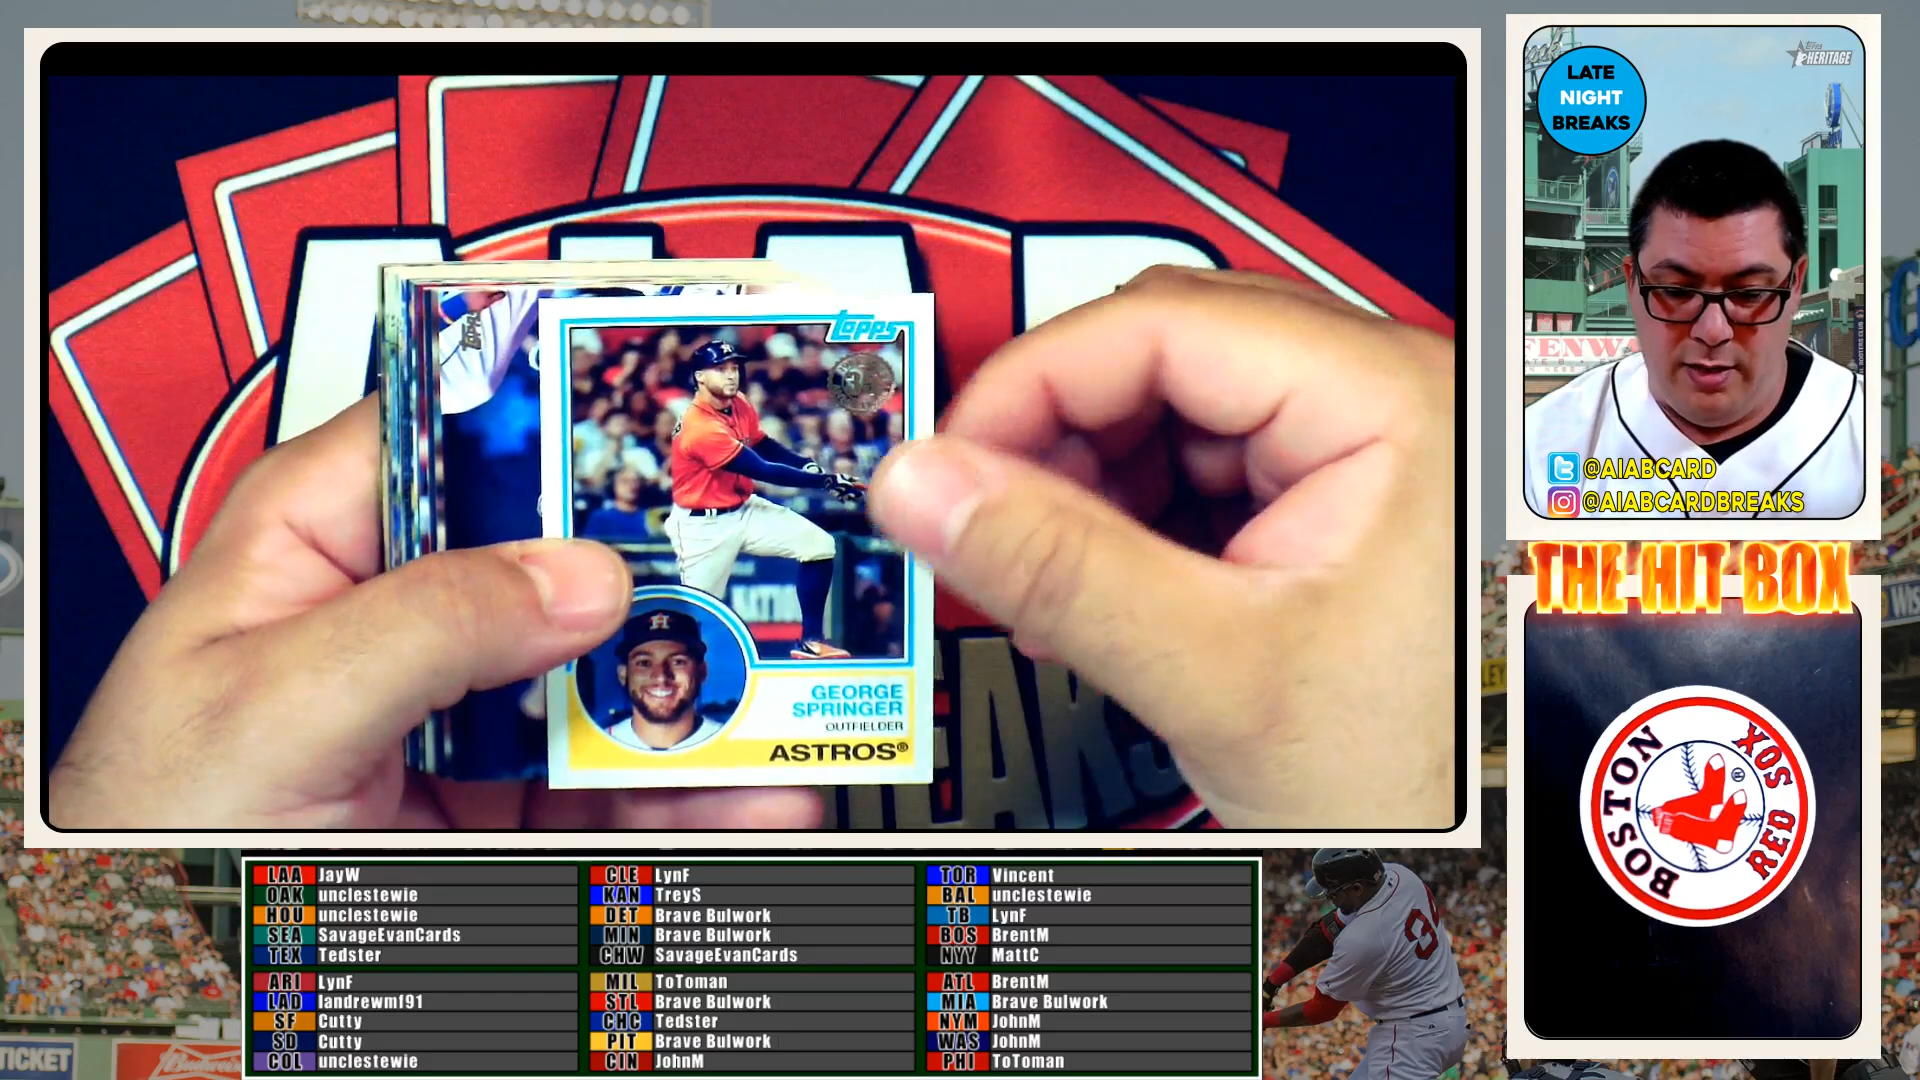 LATE
NIGHT
BREAKS
Topps
HERITAGE
@AIABCARD
@AIABCARDBREAKS
THE HIT BOX
BOSTON
RED SOX
®
Topps
GEORGE
SPRINGER
OUTFIELDER
ASTROS®
LAA JayW
OAK unclestewie
HOU unclestewie
SEA SavageEvanCards
TEX Tedster
ARI LynF
LAD landrewmf91
SF Cutty
SD Cutty
COL unclestewie
CLE LynF
KAN TreyS
DET Brave Bulwork
MIN Brave Bulwork
CHW SavageEvanCards
MIL ToToman
STL Brave Bulwork
CHC Tedster
PIT Brave Bulwork
CIN JohnM
TOR Vincent
BAL unclestewie
TB LynF
BOS BrentM
NYY MattC
ATL BrentM
MIA Brave Bulwork
NYM JohnM
WAS JohnM
PHI ToToman
34
TICKET